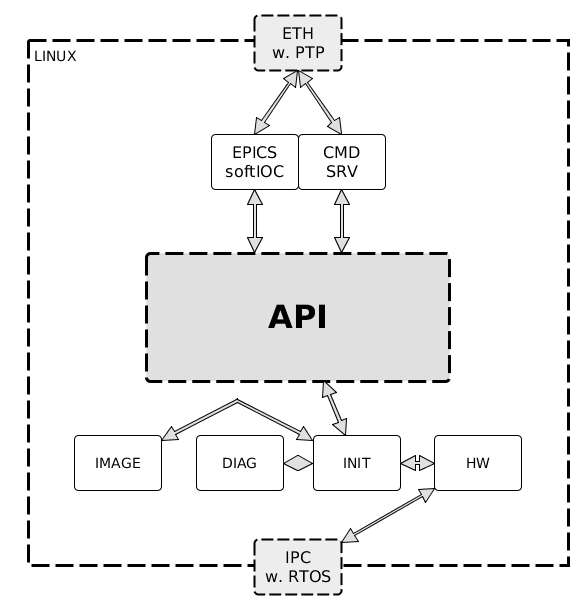 ETH
w. PTP
LINUX
EPICS
softIOC
CMD
SRV
API
IMAGE
DIAG
INIT
HW
IPC
w. RTOS